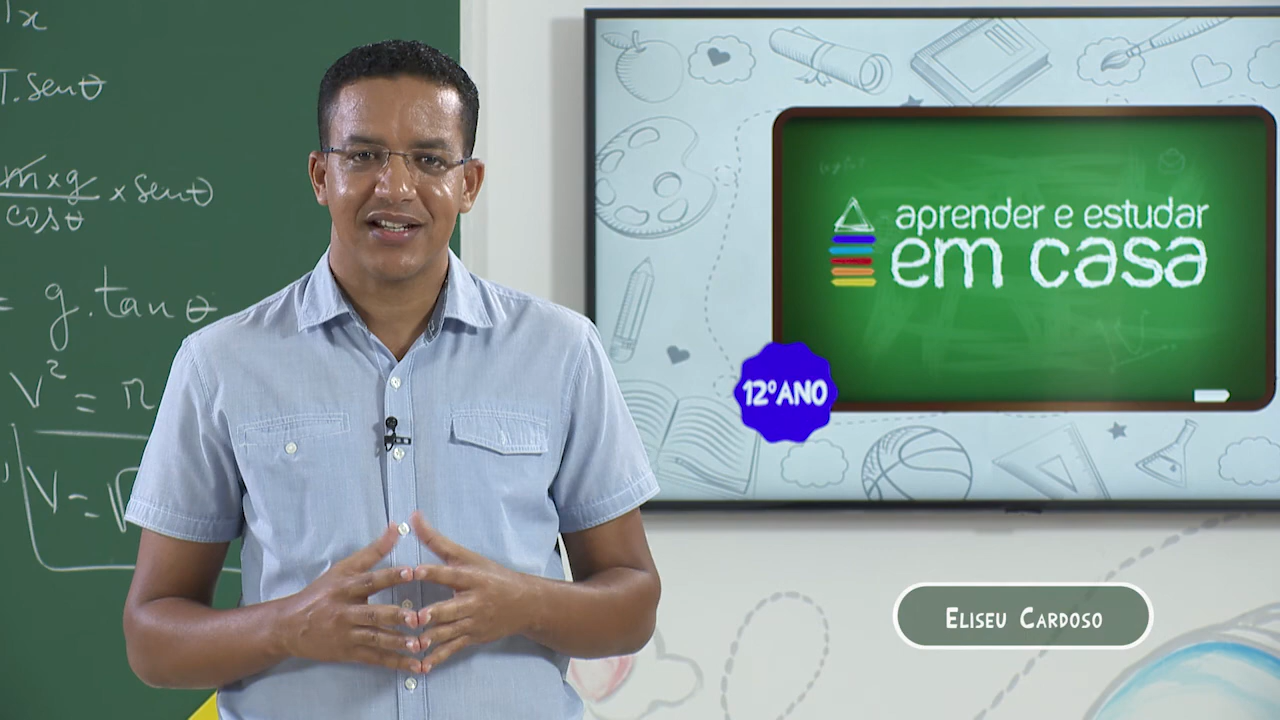 T.senθ
m×g × senθ
cosθ
= g.tanθ
V² = r
V =
aprender e estudar
em casa
12º ANO
Eliseu Cardoso